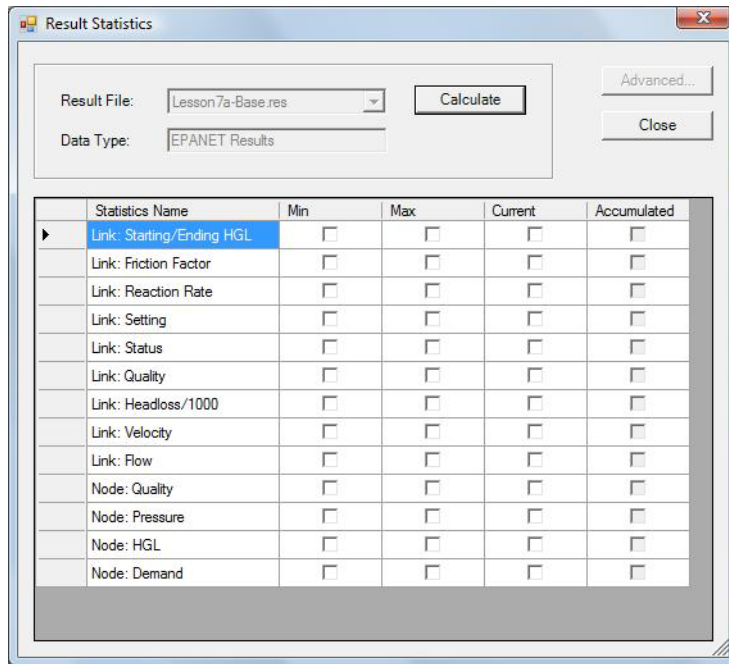 Result Statistics
Result File: Lesson7a-Base.res Calculate Advanced...
Data Type: EPANET Results Close
Statistics Name Min Max Current Accumulated
Link: Starting/Ending HGL
Link: Friction Factor
Link: Reaction Rate
Link: Setting
Link: Status
Link: Quality
Link: Headloss/1000
Link: Velocity
Link: Flow
Node: Quality
Node: Pressure
Node: HGL
Node: Demand